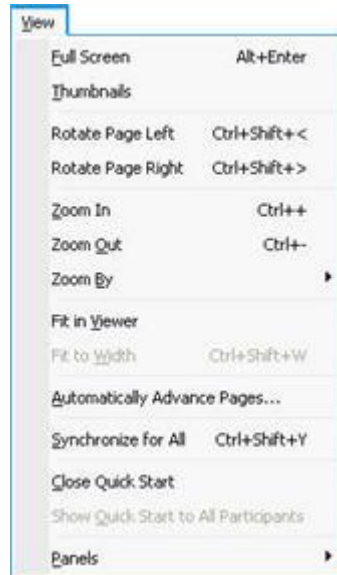 View
Full Screen Alt+Enter
Thumbnails
Rotate Page Left Ctrl+Shift+<
Rotate Page Right Ctrl+Shift+>
Zoom In Ctrl++
Zoom Out Ctrl+-
Zoom By
Fit in Viewer
Fit to Width Ctrl+Shift+W
Automatically Advance Pages...
Synchronize for All Ctrl+Shift+Y
Close Quick Start
Show Quick Start to All Participants
Panels